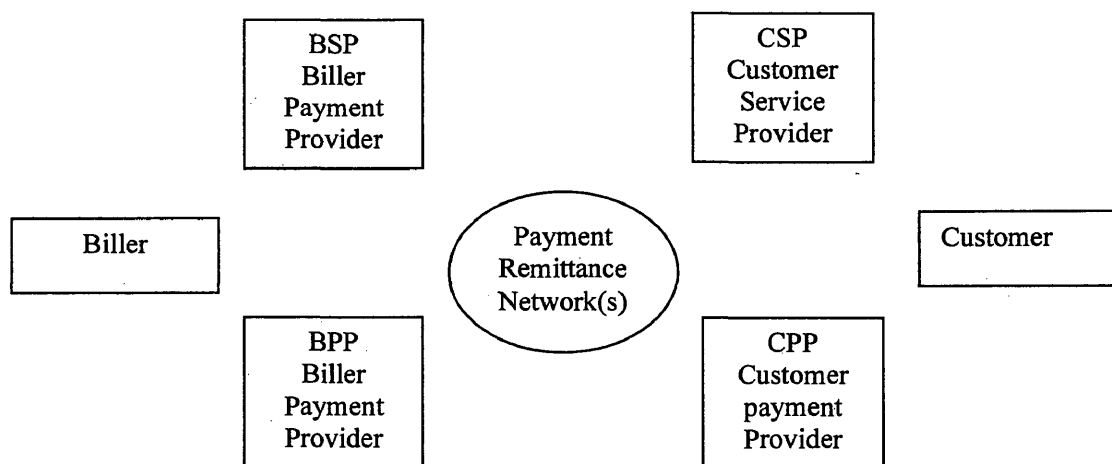 BSP
Biller
Payment
Provider
CSP
Customer
Service
Provider
Biller
Payment
Remittance
Network(s)
Customer
BPP
Biller
Payment
Provider
CPP
Customer
payment
Provider